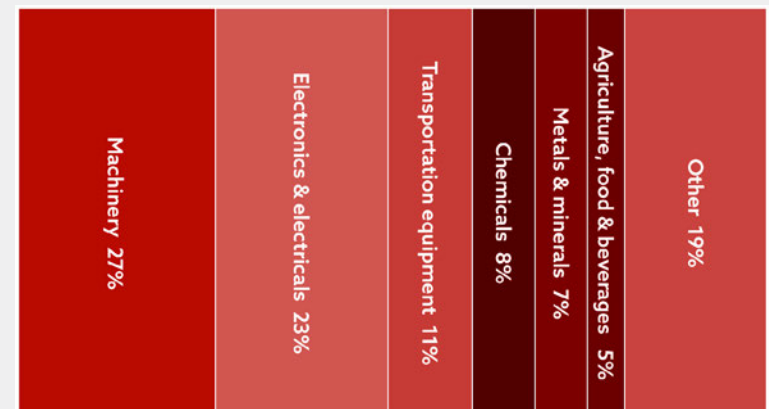 Machinery 27%
Electronics & electricals 23%
Transportation equipment 11%
Chemicals 8%
Metals & minerals 7%
Agriculture, food & beverages 5%
Other 19%